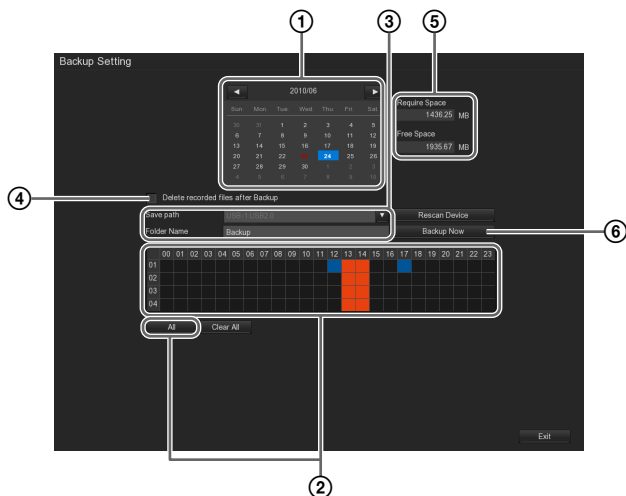 ① ③ ⑤
Backup Setting
◄ 2010/06 ►
Sun Mon Tue Wed Thu Fri Sat
30 31 1 2 3 4 5
6 7 8 9 10 11 12
13 14 15 16 17 18 19
20 21 22 23 24 25 26
27 28 29 30 1 2 3
4 5 6 7 8 9 10
Require Space
1436.25 MB
Free Space
1935.67 MB
④ Delete recorded files after Backup
Save path USB-1:USB2.0 ▼ Rescan Device
Folder Name Backup Backup Now ⑥
00 01 02 03 04 05 06 07 08 09 10 11 12 13 14 15 16 17 18 19 20 21 22 23
01
02
03
04
All Clear All
Exit
②